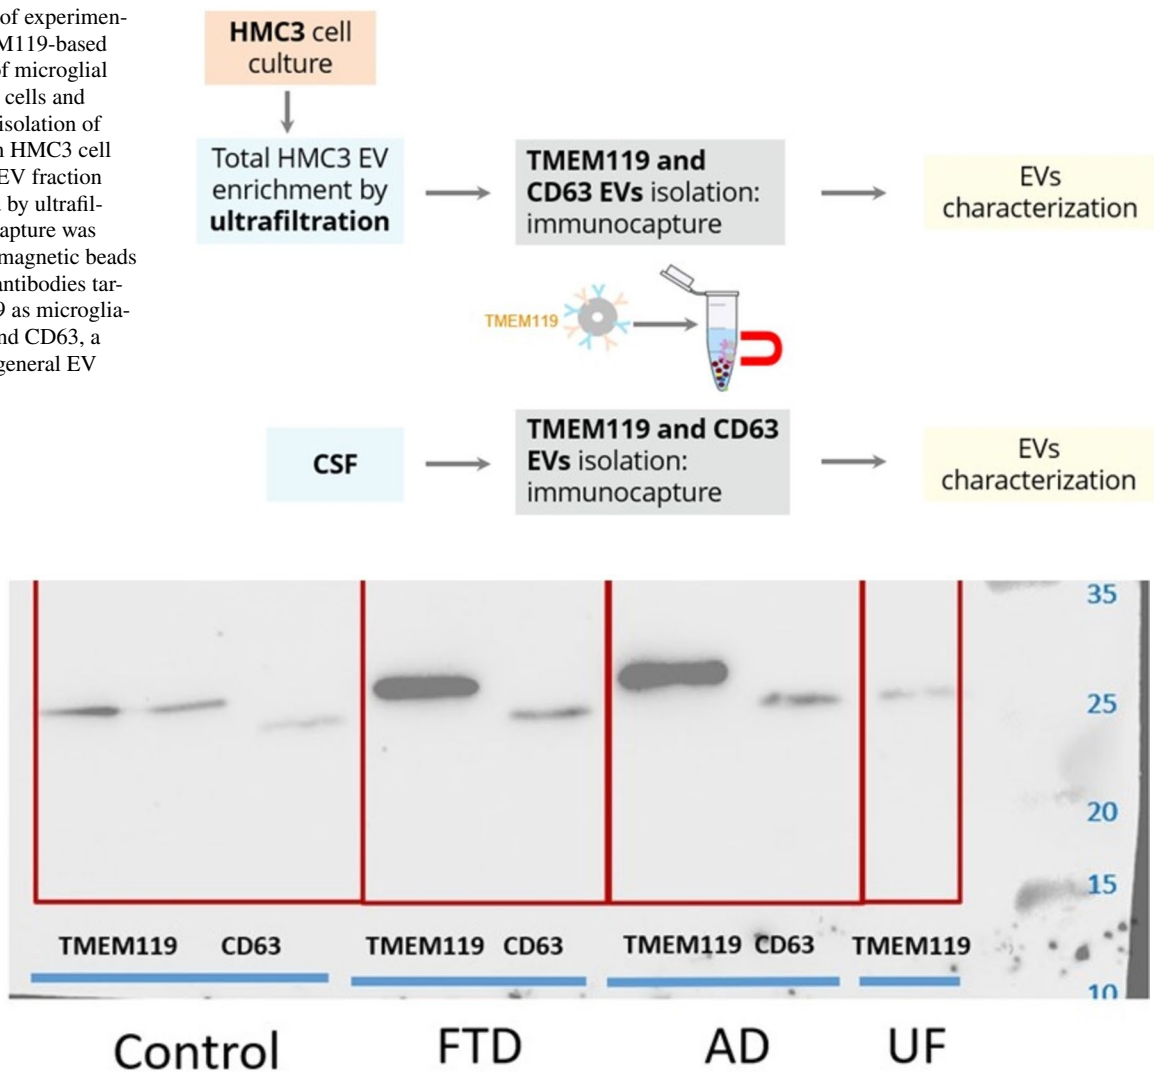 of experimen-
M119-based
of microglial
cells and
isolation of
HMC3 cell
EV fraction
by ultrafil-
apture was
magnetic beads
antibodies tar-
9 as microglia-
nd CD63, a
general EV
HMC3 cell
culture
Total HMC3 EV
enrichment by
ultrafiltration
TMEM119 and
CD63 EVs isolation:
immunocapture
EVs
characterization
TMEM119
CSF
TMEM119 and CD63
EVs isolation:
immunocapture
EVs
characterization
35
25
20
15
10
TMEM119 CD63 TMEM119 CD63 TMEM119 CD63 TMEM119
Control FTD AD UF